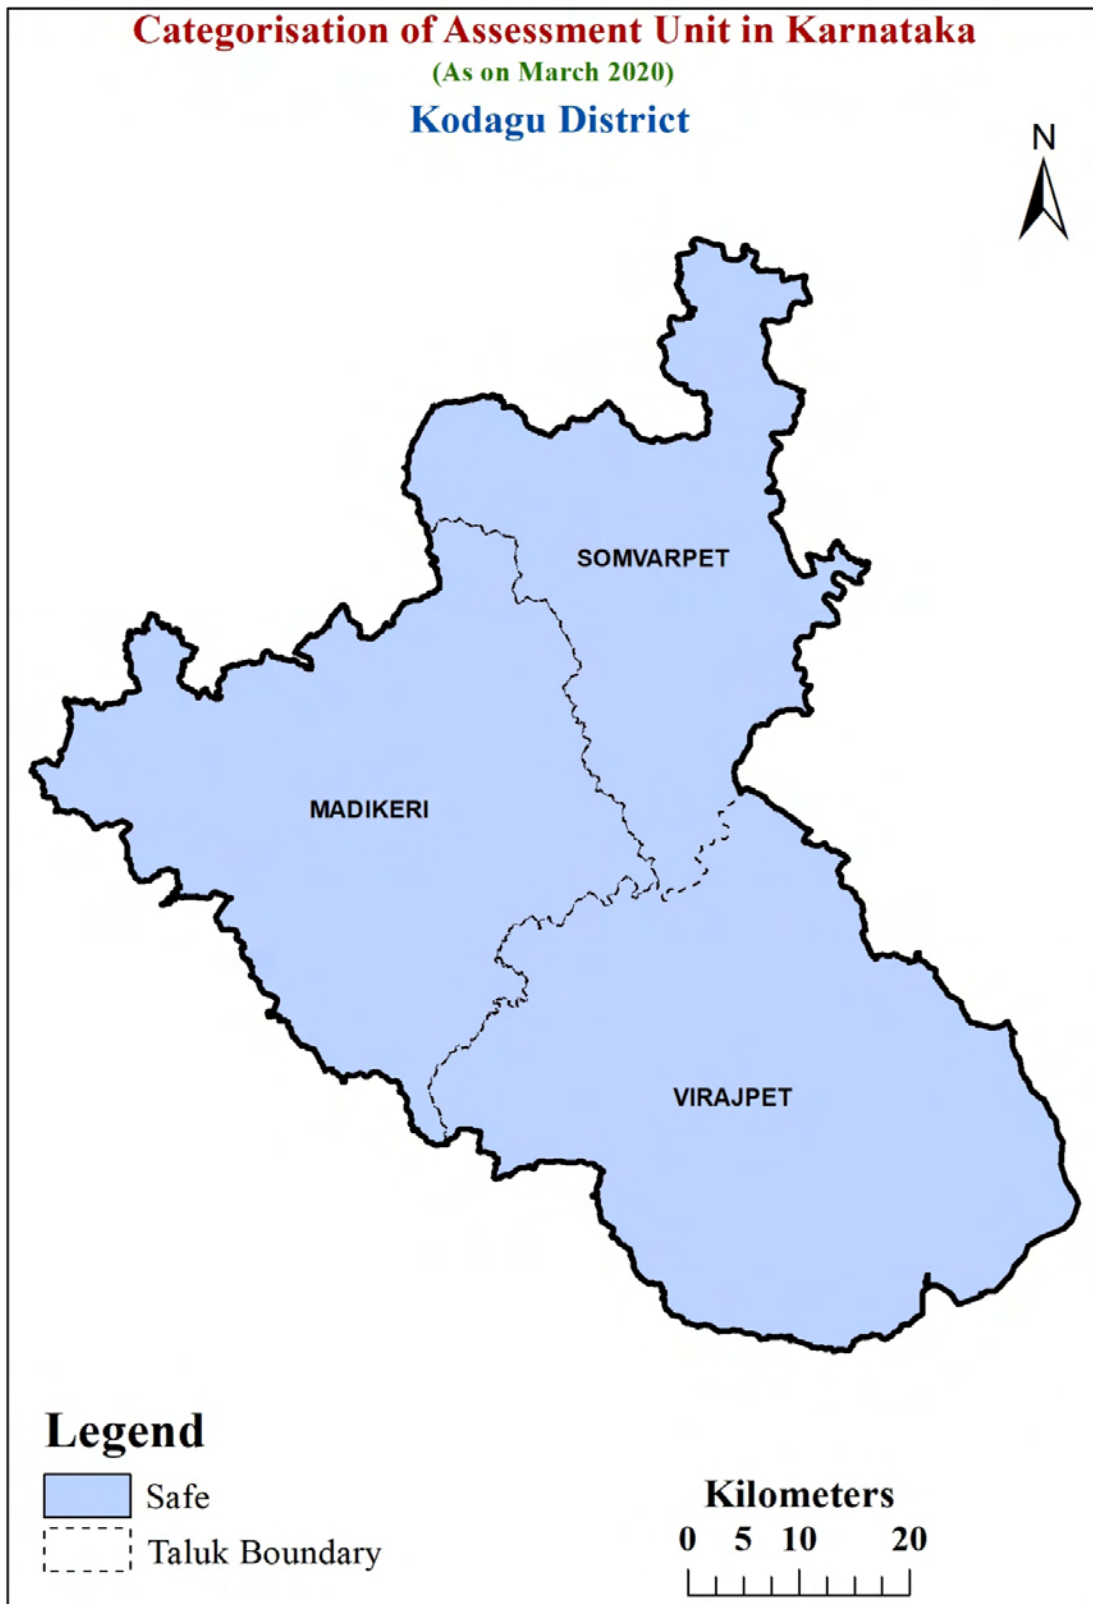 Categorisation of Assessment Unit in Karnataka
(As on March 2020)
Kodagu District
N
SOMVARPET
MADIKERI
VIRAJPET
Legend
Safe
Taluk Boundary
Kilometers
0 5 10 20